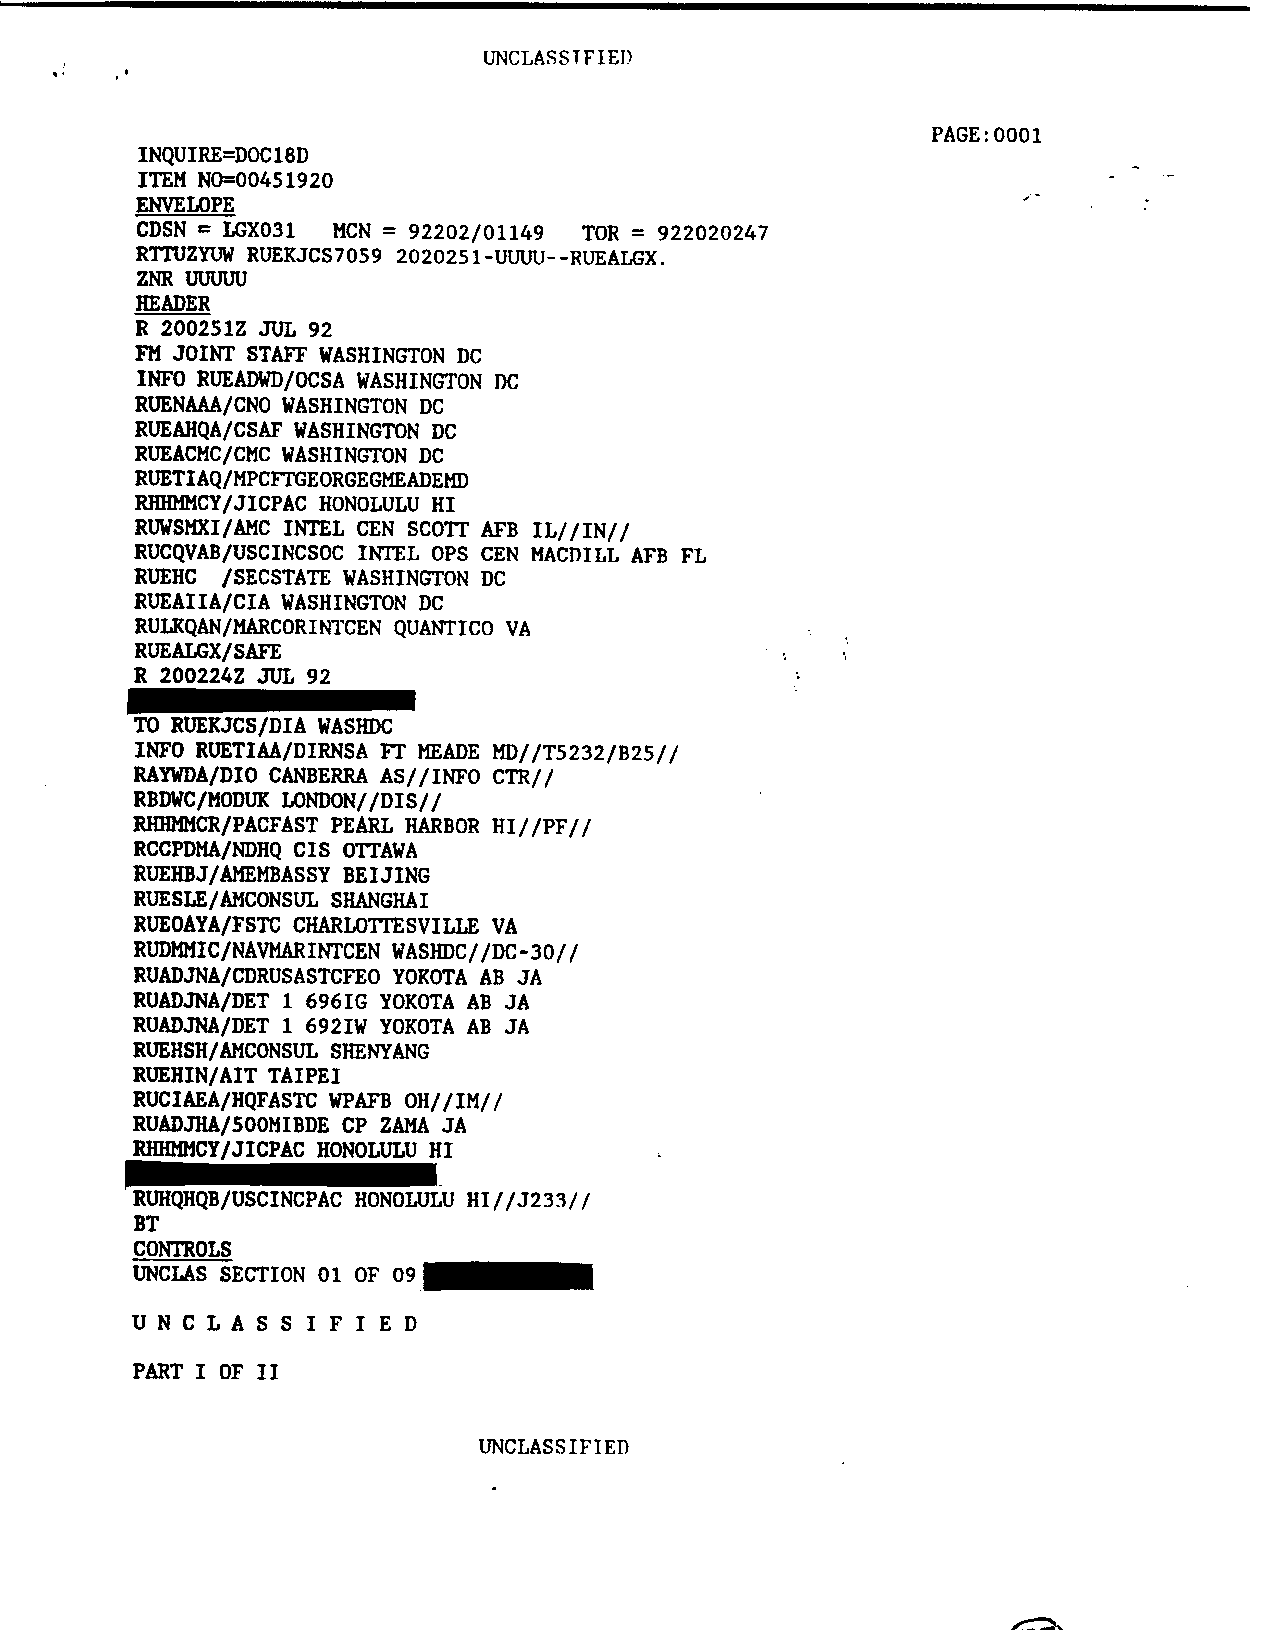 UNCLASSIFIED
PAGE:0001
INQUIRE=DOC18D
ITEM NO=00451920
ENVELOPE
CDSN = LGX031 MCN = 92202/01149 TOR = 922020247
RTTUZYUW RUEKJCS7059 2020251-UUUU--RUEALGX.
ZNR UUUUU
HEADER
R 200251Z JUL 92
FM JOINT STAFF WASHINGTON DC
INFO RUEADWD/OCSA WASHINGTON DC
RUENAAA/CNO WASHINGTON DC
RUEAHQA/CSAF WASHINGTON DC
RUEACMC/CMC WASHINGTON DC
RUETIAQ/MPCFTGEORGEGMEADEMD
RHHMMCY/JICPAC HONOLULU HI
RUWSMXI/AMC INTEL CEN SCOTT AFB IL//IN//
RUCQVAB/USCINCSOC INTEL OPS CEN MACDILL AFB FL
RUEHC /SECSTATE WASHINGTON DC
RUEAIIA/CIA WASHINGTON DC
RULKQAN/MARCORINTCEN QUANTICO VA
RUEALGX/SAFE
R 200224Z JUL 92
TO RUEKJCS/DIA WASHDC
INFO RUETIAA/DIRNSA FT MEADE MD//T5232/B25//
RAYWDA/DIO CANBERRA AS//INFO CTR//
RBDWC/MODUK LONDON//DIS//
RHHMMCR/PACFAST PEARL HARBOR HI//PF//
RCCPDMA/NDHQ CIS OTTAWA
RUEHBJ/AMEMBASSY BEIJING
RUESLE/AMCONSUL SHANGHAI
RUEOAYA/FSTC CHARLOTTESVILLE VA
RUDMMIC/NAVMARINTCEN WASHDC//DC-30//
RUADJNA/CDRUSASTCFEO YOKOTA AB JA
RUADJNA/DET 1 696IG YOKOTA AB JA
RUADJNA/DET 1 692IW YOKOTA AB JA
RUEHSH/AMCONSUL SHENYANG
RUEHIN/AIT TAIPEI
RUCIAEA/HQFASTC WPAFB OH//IM//
RUADJHA/500MIBDE CP ZAMA JA
RHHMMCY/JICPAC HONOLULU HI
RUHQHQB/USCINCPAC HONOLULU HI//J233//
BT
CONTROLS
UNCLAS SECTION 01 OF 09
U N C L A S S I F I E D
PART I OF II
UNCLASSIFIED